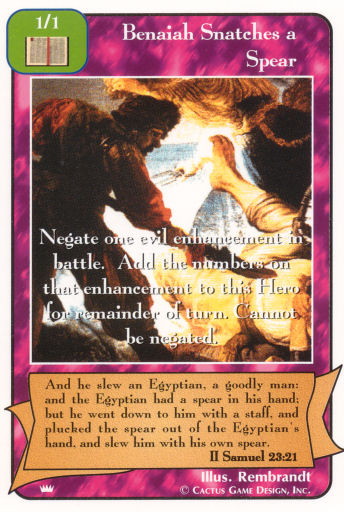 1/1
Benaiah Snatches a
Spear
Negate one evil enhancement in
battle. Add the numbers on
that enhancement to this Hero
for remainder of turn. Cannot
be negated.
And he slew an Egyptian, a goodly man:
and the Egyptian had a spear in his hand;
but he went down to him with a staff, and
plucked the spear out of the Egyptian's
hand, and slew him with his own spear.
II Samuel 23:21
Illus. Rembrandt
© Cactus Game Design, Inc.